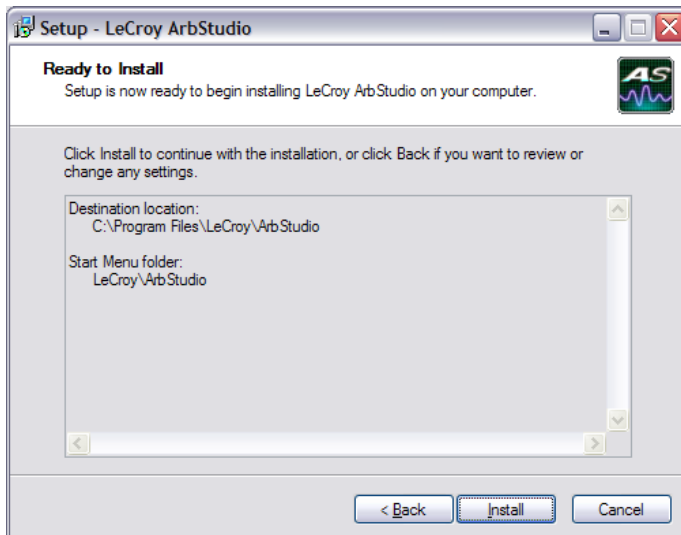 Setup - LeCroy ArbStudio
Ready to Install
Setup is now ready to begin installing LeCroy ArbStudio on your computer.
AS
Click Install to continue with the installation, or click Back if you want to review or
change any settings.
Destination location:
C:\Program Files\LeCroy\ArbStudio
Start Menu folder:
LeCroy\ArbStudio
< Back
Install
Cancel